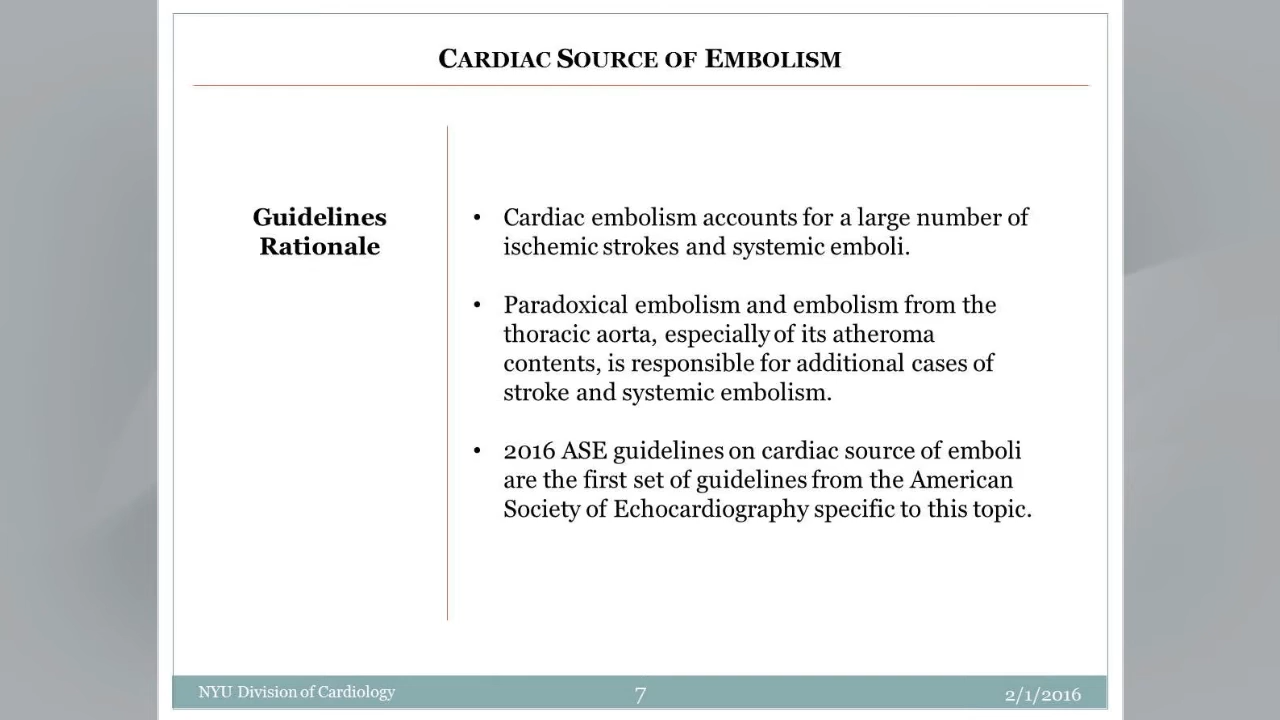 CARDIAC SOURCE OF EMBOLISM
Guidelines
Rationale
• Cardiac embolism accounts for a large number of
ischemic strokes and systemic emboli.
• Paradoxical embolism and embolism from the
thoracic aorta, especially of its atheroma
contents, is responsible for additional cases of
stroke and systemic embolism.
• 2016 ASE guidelines on cardiac source of emboli
are the first set of guidelines from the American
Society of Echocardiography specific to this topic.
NYU Division of Cardiology
7
2/1/2016